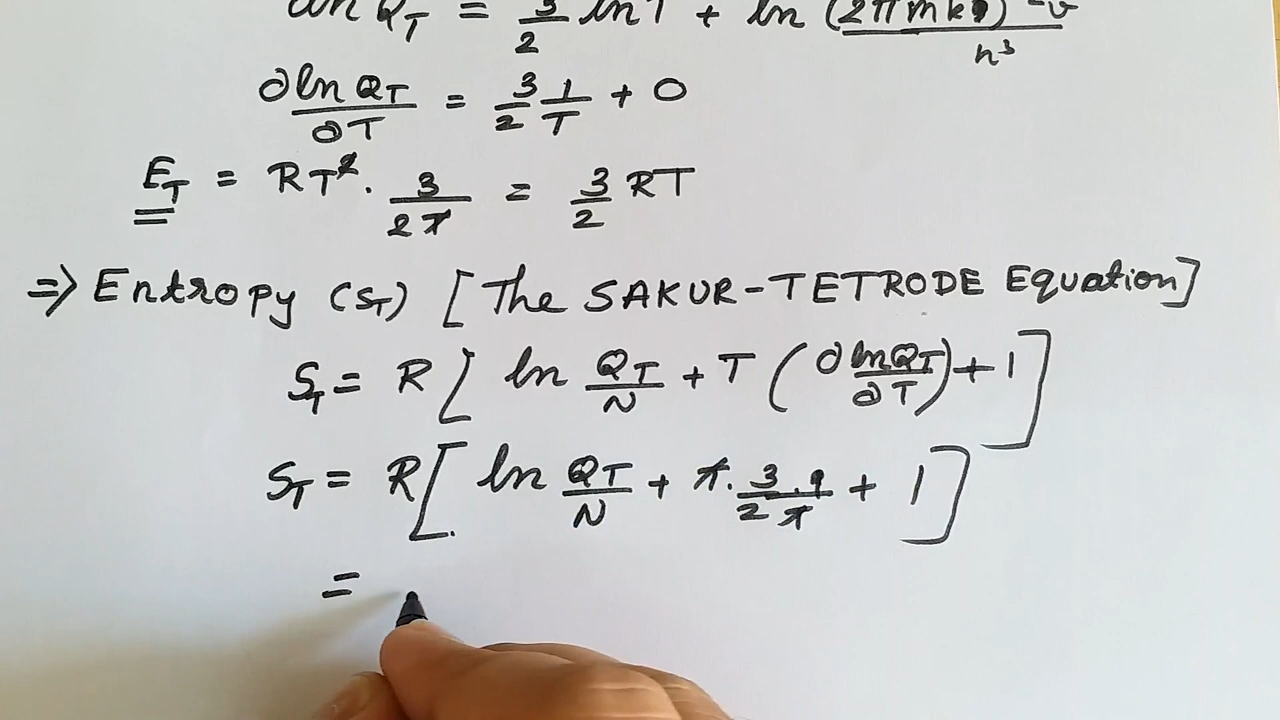 ln Q_T = 3/2 ln T + ln (2πmk)·v / h³
∂ln Q_T / ∂T = 3/2 1/T + 0
E_T = RT². 3/2T = 3/2 RT
=> Entropy (S_T) [The SAKUR-TETRODE Equation]
S_T = R[ ln Q_T/N + T (∂lnQ_T/∂T) + 1]
S_T = R[ ln Q_T/N + T. 3/2 . 1/T + 1]
=